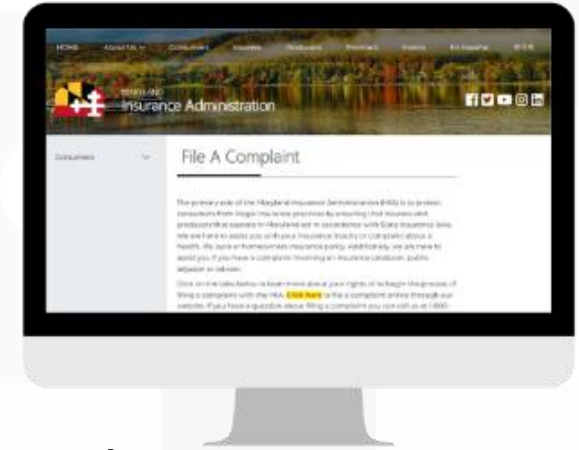 HOME About Us Consumers Insurers Producers Events En Español 한국어
MARYLAND
Insurance Administration
Consumers
File A Complaint
The primary role of the Maryland Insurance Administration (MIA) is to protect
consumers from illegal insurance practices by ensuring that insurers and
producers that operate in Maryland act in accordance with State insurance laws.
We are here to assist you with your insurance inquiry or complaint about a
health, life, auto or homeowners insurance policy. Additionally, we are here to
assist you if you have a complaint involving an insurance producer, public
adjuster or adviser.
Click on the tabs below to learn more about your rights or to begin the process of
filing a complaint with the MIA. Click here to file a complaint online through our
website. If you have a question about filing a complaint you can call us at 1-800-